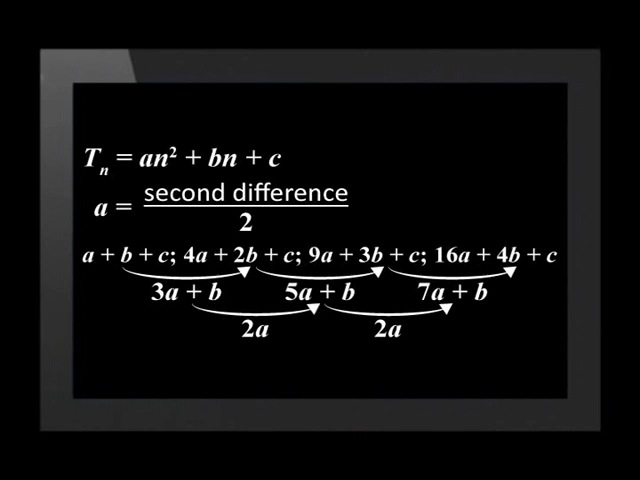 Tₙ = an² + bn + c
a = second difference / 2
a + b + c; 4a + 2b + c; 9a + 3b + c; 16a + 4b + c
3a + b 5a + b 7a + b
2a 2a